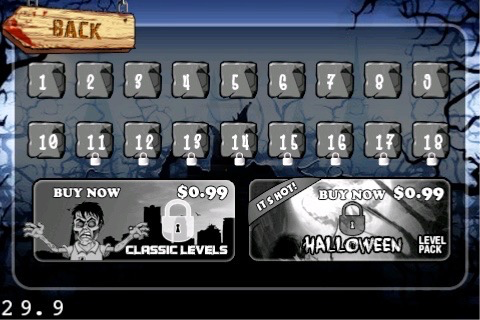 BACK
1 2 3 4 5 6 7 8 9
10 11 12 13 14 15 16 17 18
BUY NOW $0.99
CLASSIC LEVELS
IT'S HOT!
BUY NOW $0.99
HALLOWEEN LEVEL PACK
29.9